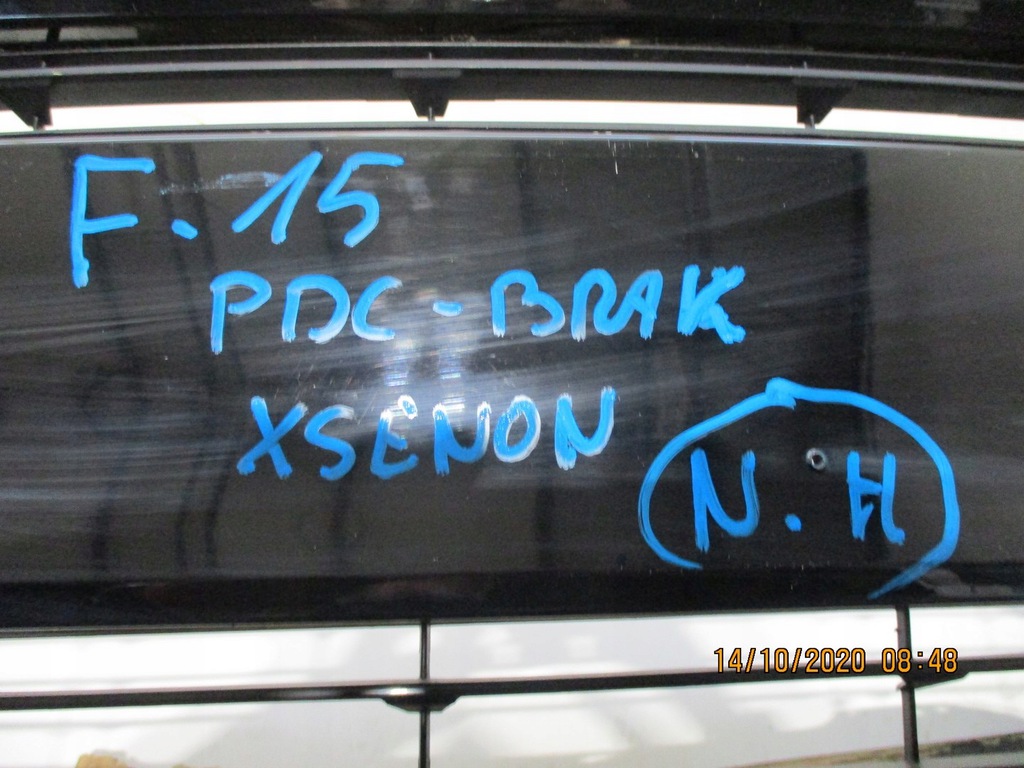 F.15
PDC-BRAK
XSENON
N.H
14/10/2020 08:48